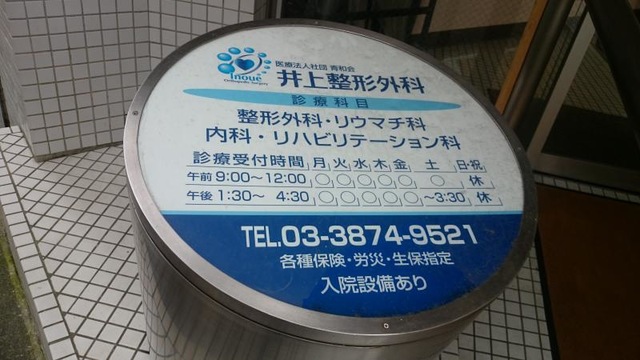 Inoue
Orthopedic Surgery
医療法人社団 青和会
井上整形外科
診療科目
整形外科・リウマチ科
内科・リハビリテーション科
診療受付時間 月 火 水 木 金 土 日・祝
午前 9:00～12:00 ○ ○ ○ ○ ○ ○ 休
午後 1:30～ 4:30 ○ ○ ○ ○ ○ ～3:30 休
TEL.03-3874-9521
各種保険・労災・生保指定
入院設備あり